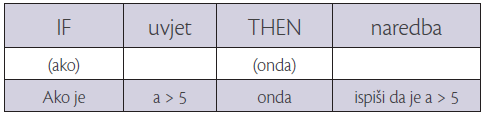 IF uvjet THEN naredba
(ako) (onda)
Ako je a > 5 onda ispiši da je a > 5